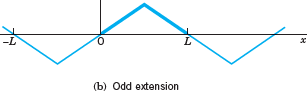 –L 0 L x
(b) Odd extension